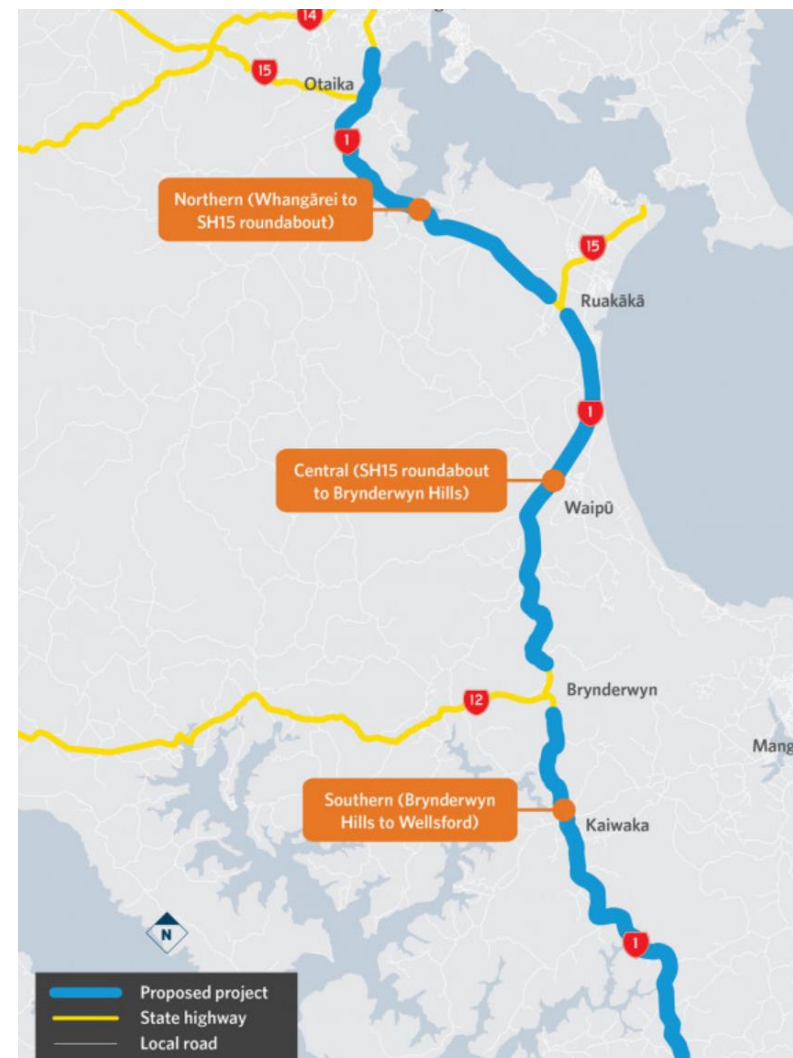 14
15
Otaika
1
Northern (Whangārei to
SH15 roundabout)
15
Ruakākā
1
Central (SH15 roundabout
to Brynderwyn Hills)
Waipū
Brynderwyn
12
Mang
Southern (Brynderwyn
Hills to Wellsford)
Kaiwaka
N
1
Proposed project
State highway
Local road